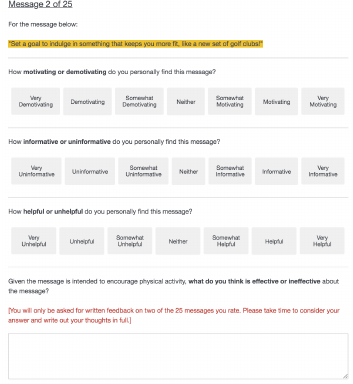 Message 2 of 25
For the message below:
"Set a goal to indulge in something that keeps you more fit, like a new set of golf clubs!"
How motivating or demotivating do you personally find this message?
Very Demotivating
Demotivating
Somewhat Demotivating
Neither
Somewhat Motivating
Motivating
Very Motivating
How informative or uninformative do you personally find this message?
Very Uninformative
Uninformative
Somewhat Uninformative
Neither
Somewhat Informative
Informative
Very Informative
How helpful or unhelpful do you personally find this message?
Very Unhelpful
Unhelpful
Somewhat Unhelpful
Neither
Somewhat Helpful
Helpful
Very Helpful
Given the message is intended to encourage physical activity, what do you think is effective or ineffective about
the message?
[You will only be asked for written feedback on two of the 25 messages you rate. Please take time to consider your
answer and write out your thoughts in full.]